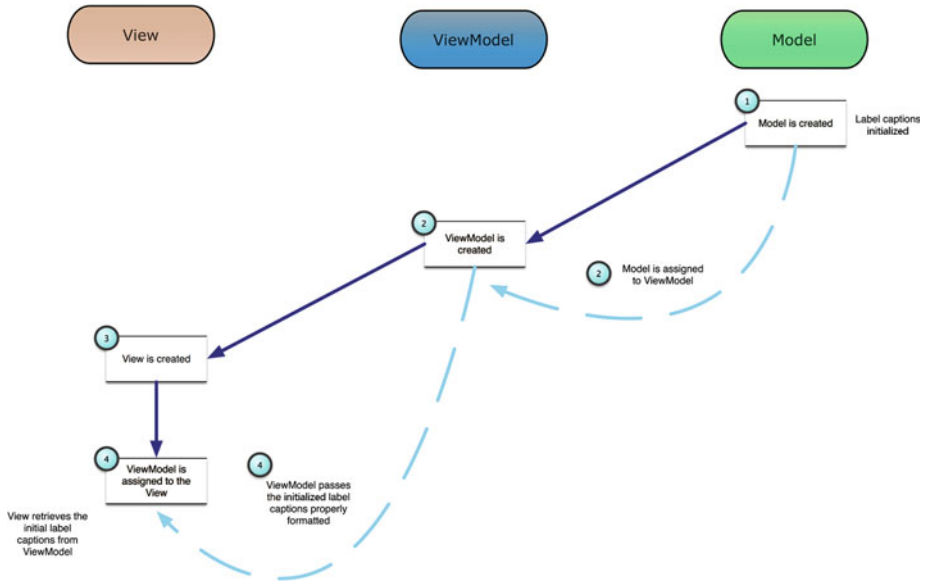 View
ViewModel
Model
1
Model is created
Label captions
initialized
2
ViewModel is
created
2
Model is assigned
to ViewModel
3
View is created
4
ViewModel is
assigned to the
View
4
ViewModel passes
the initialized label
captions properly
formatted
View retrieves the
initial label
captions from
ViewModel